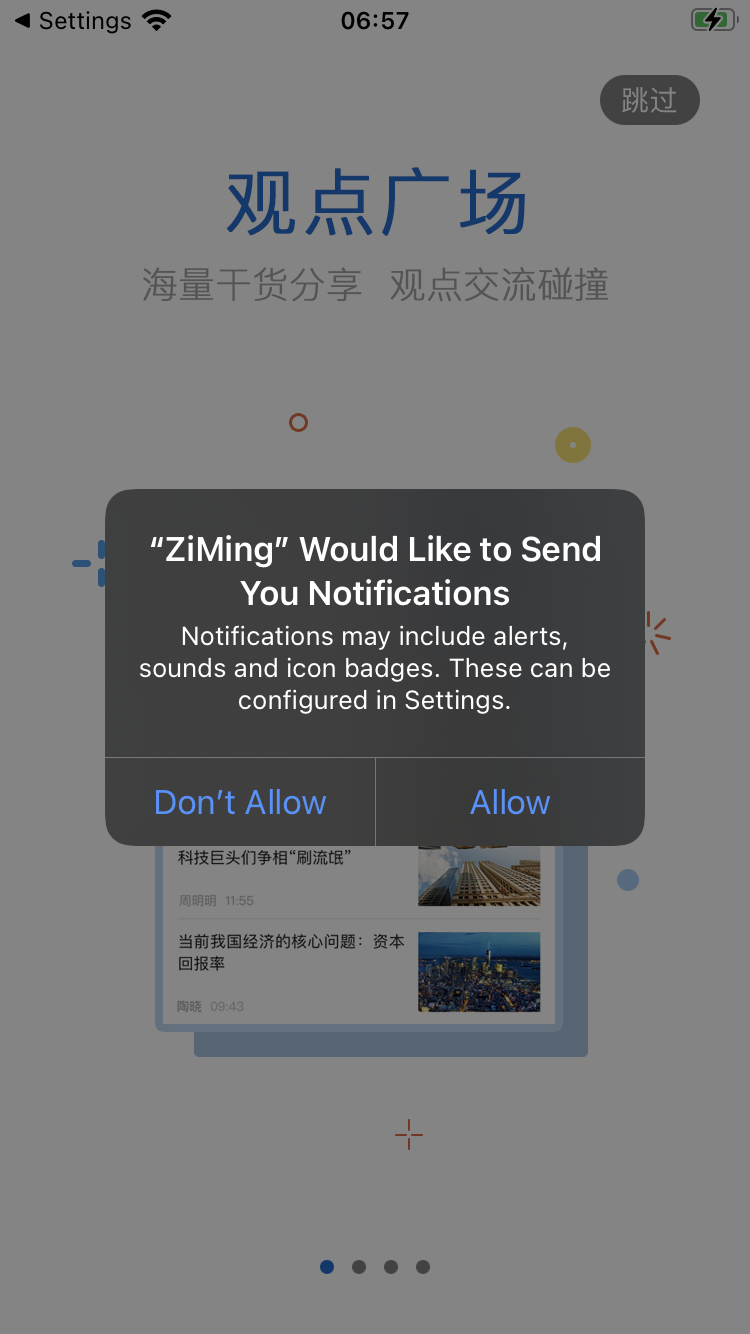 Settings
06:57
跳过
观点广场
海量干货分享 观点交流碰撞
“ZiMing” Would Like to Send
You Notifications
Notifications may include alerts,
sounds and icon badges. These can be
configured in Settings.
Don’t Allow
Allow
科技巨头们争相“刷流氓”
周明明 11:55
当前我国经济的核心问题：资本
回报率
陶晓 09:43